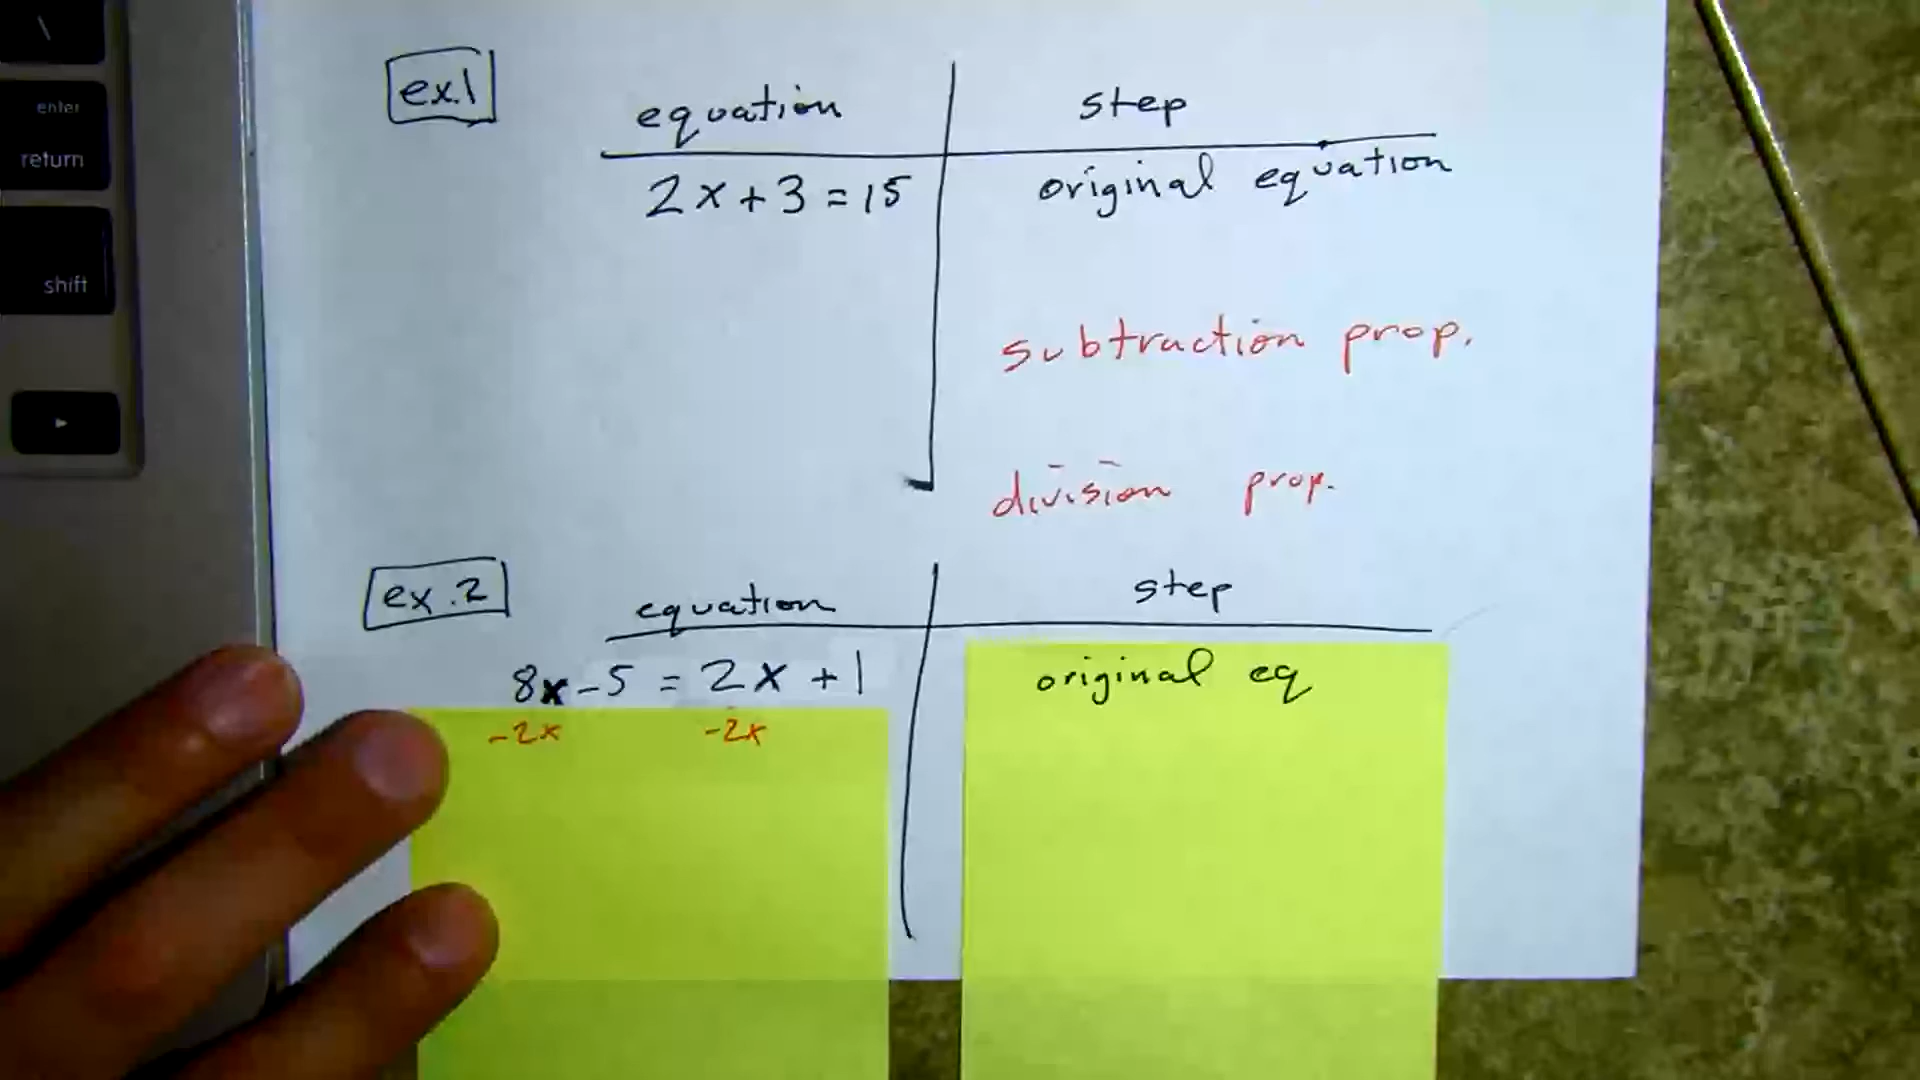 \
enter
return
shift
ex.1
equation step
2x+3=15 original equation
subtraction prop.
division prop.
ex.2
equation step
8x-5 = 2x +1 original eq
-2x -2x